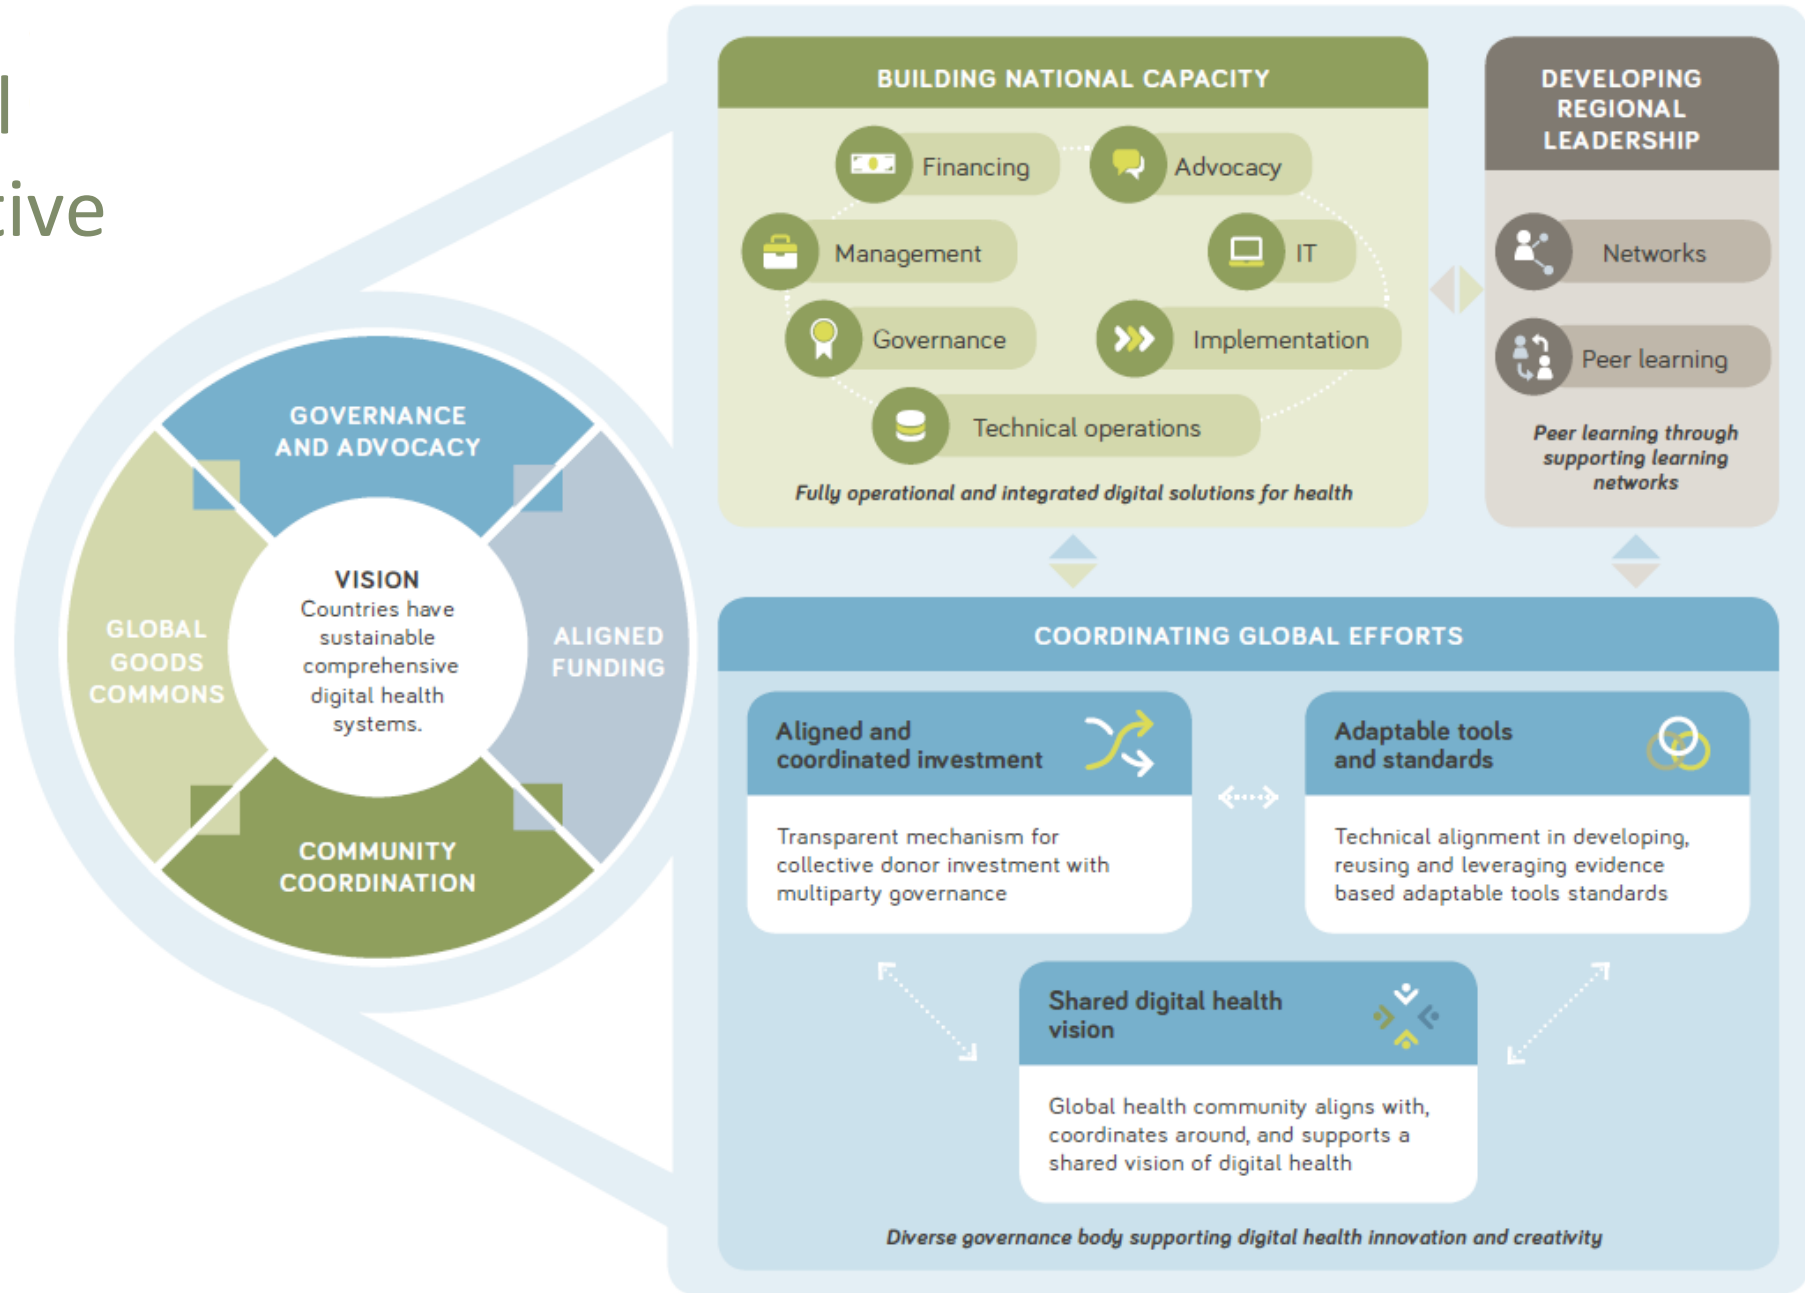 l
tive
GOVERNANCE
AND ADVOCACY
GLOBAL
GOODS
COMMONS
VISION
Countries have
sustainable
comprehensive
digital health
systems.
ALIGNED
FUNDING
COMMUNITY
COORDINATION
BUILDING NATIONAL CAPACITY
Financing
Advocacy
Management
IT
Governance
Implementation
Technical operations
Fully operational and integrated digital solutions for health
DEVELOPING
REGIONAL
LEADERSHIP
Networks
Peer learning
Peer learning through
supporting learning
networks
COORDINATING GLOBAL EFFORTS
Aligned and
coordinated investment
Transparent mechanism for
collective donor investment with
multiparty governance
Adaptable tools
and standards
Technical alignment in developing,
reusing and leveraging evidence
based adaptable tools standards
Shared digital health
vision
Global health community aligns with,
coordinates around, and supports a
shared vision of digital health
Diverse governance body supporting digital health innovation and creativity